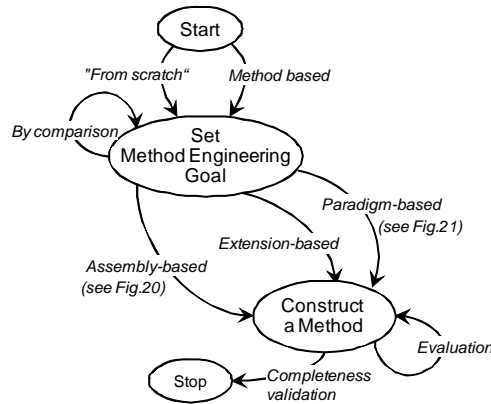 Start
"From scratch“
Method based
By comparison
Set
Method Engineering
Goal
Paradigm-based
(see Fig.21)
Extension-based
Assembly-based
(see Fig.20)
Construct
a Method
Evaluation
Stop
Completeness
validation